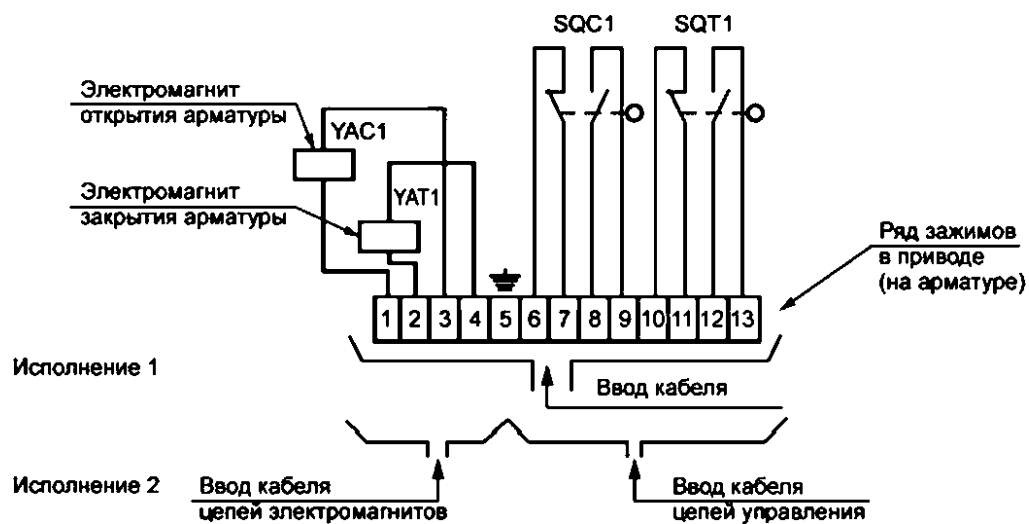 SQC1 SQT1
Электромагнит
открытия арматуры
YAC1
Электромагнит
закрытия арматуры
YAT1
Ряд зажимов
в приводе
(на арматуре)
1 2 3 4 5 6 7 8 9 10 11 12 13
Исполнение 1
Ввод кабеля
Исполнение 2
Ввод кабеля
цепей электромагнитов
Ввод кабеля
цепей управления